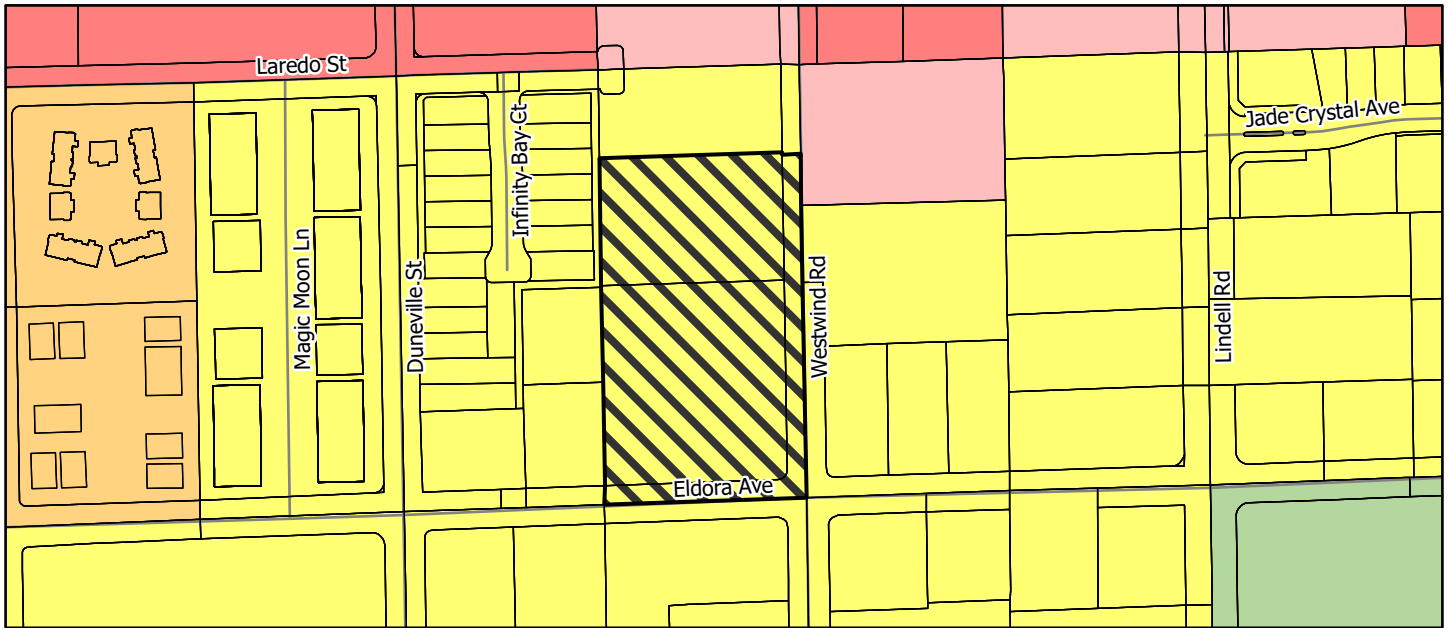 Laredo St
Jade Crystal Ave
Infinity Bay Ct
Magic Moon Ln
Duneville St
Westwind Rd
Lindell Rd
Eldora Ave